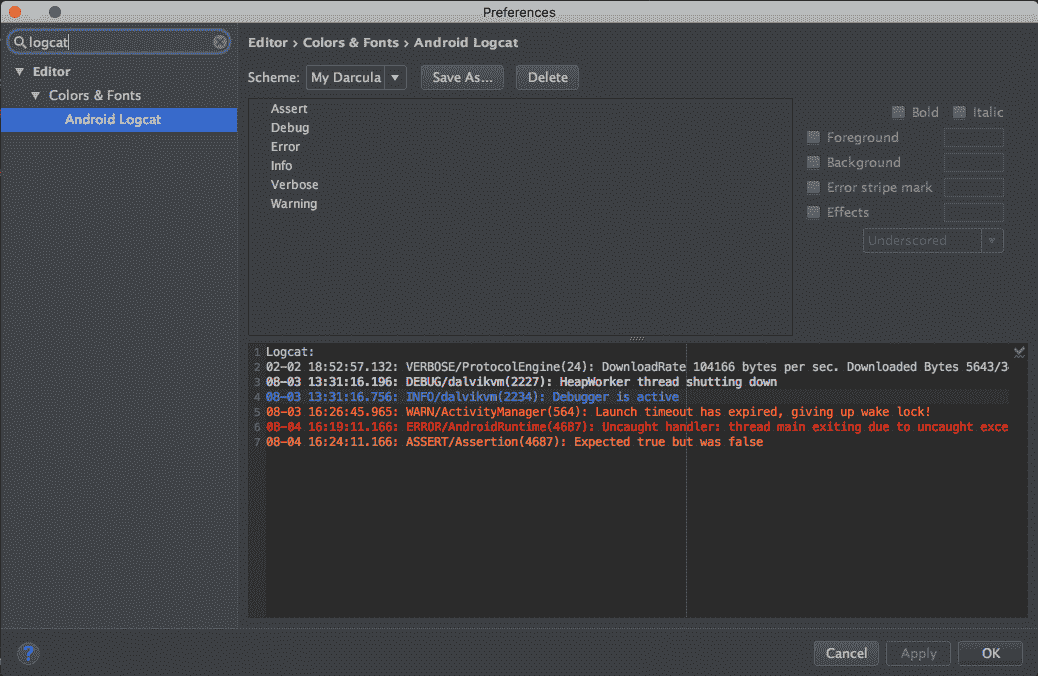 Preferences
logcat
Editor
Colors & Fonts
Android Logcat
Editor › Colors & Fonts › Android Logcat
Scheme: My Darcula Save As... Delete
Assert
Debug
Error
Info
Verbose
Warning
Bold Italic
Foreground
Background
Error stripe mark
Effects
Underscored
1 Logcat:
2 02-02 18:52:57.132: VERBOSE/ProtocolEngine(24): DownloadRate 104166 bytes per sec. Downloaded Bytes 5643/3
3 08-03 13:31:16.196: DEBUG/dalvikvm(2227): HeapWorker thread shutting down
4 08-03 13:31:16.756: INFO/dalvikvm(2234): Debugger is active
5 08-03 16:26:45.965: WARN/ActivityManager(564): Launch timeout has expired, giving up wake lock!
6 08-04 16:19:11.166: ERROR/AndroidRuntime(4687): Uncaught handler: thread main exiting due to uncaught exce
7 08-04 16:24:11.166: ASSERT/Assertion(4687): Expected true but was false
?
Cancel Apply OK